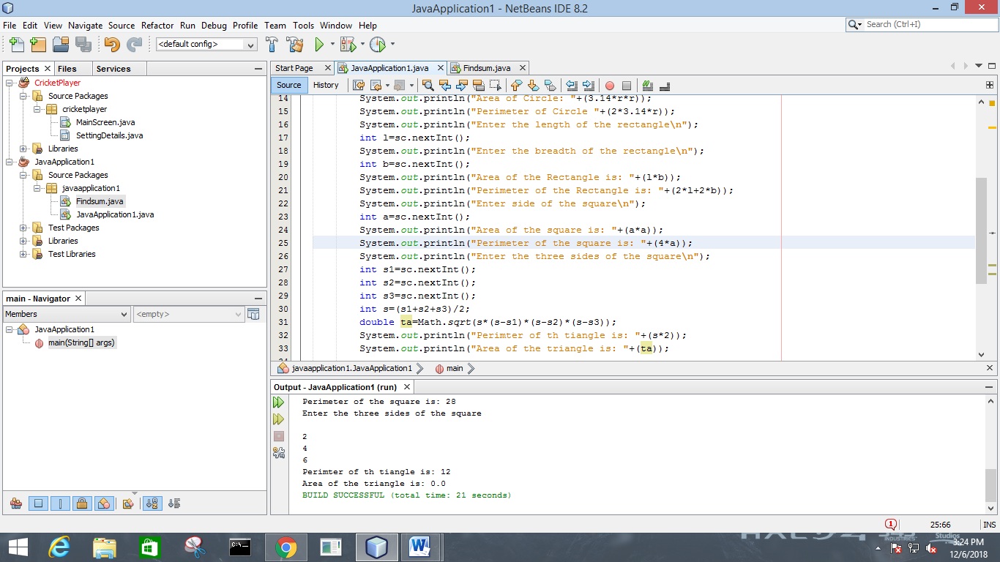 JavaApplication1 - NetBeans IDE 8.2
File Edit View Navigate Source Refactor Run Debug Profile Team Tools Window Help
Search (Ctrl+I)
<default config>
Projects Files Services
CricketPlayer
Source Packages
cricketplayer
MainScreen.java
SettingDetails.java
Libraries
JavaApplication1
Source Packages
javaapplication1
Findsum.java
JavaApplication1.java
Test Packages
Libraries
Test Libraries
main - Navigator
Members <empty>
JavaApplication1
main(String[] args)
Start Page JavaApplication1.java Findsum.java
Source History
14 System.out.println("Area of Circle: "+(3.14*r*r));
15 System.out.println("Perimeter of Circle "+(2*3.14*r));
16 System.out.println("Enter the length of the rectangle\n");
17 int l=sc.nextInt();
18 System.out.println("Enter the breadth of the rectangle\n");
19 int b=sc.nextInt();
20 System.out.println("Area of the Rectangle is: "+(l*b));
21 System.out.println("Perimeter of the Rectangle is: "+(2*l+2*b));
22 System.out.println("Enter side of the square\n");
23 int a=sc.nextInt();
24 System.out.println("Area of the square is: "+(a*a));
25 System.out.println("Perimeter of the square is: "+(4*a));
26 System.out.println("Enter the three sides of the square\n");
27 int s1=sc.nextInt();
28 int s2=sc.nextInt();
29 int s3=sc.nextInt();
30 int s=(s1+s2+s3)/2;
31 double ta=Math.sqrt(s*(s-s1)*(s-s2)*(s-s3));
32 System.out.println("Perimter of th tiangle is: "+(s*2));
33 System.out.println("Area of the triangle is: "+(ta));
javaapplication1.JavaApplication1 main
Output - JavaApplication1 (run)
Perimeter of the square is: 28
Enter the three sides of the square
2
4
6
Perimter of th tiangle is: 12
Area of the triangle is: 0.0
BUILD SUCCESSFUL (total time: 21 seconds)
1 25:66 INS
343
INDUSTRIES
Studios
3:24 PM
12/6/2018